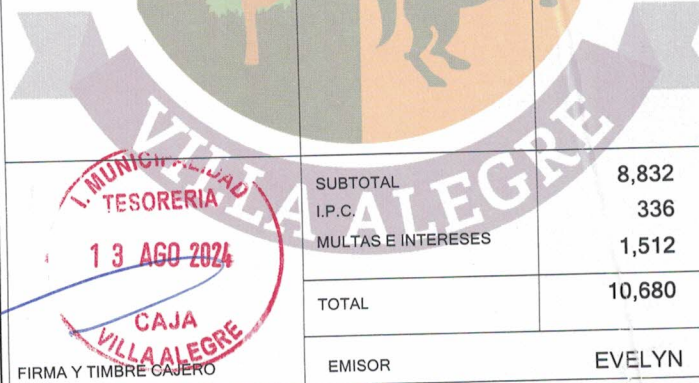 VILLA ALEGRE
I. MUNICIPALIDAD
TESORERIA
13 AGO 2024
CAJA
VILLA ALEGRE
FIRMA Y TIMBRE CAJERO
SUBTOTAL 8,832
I.P.C. 336
MULTAS E INTERESES 1,512
TOTAL 10,680
EMISOR EVELYN